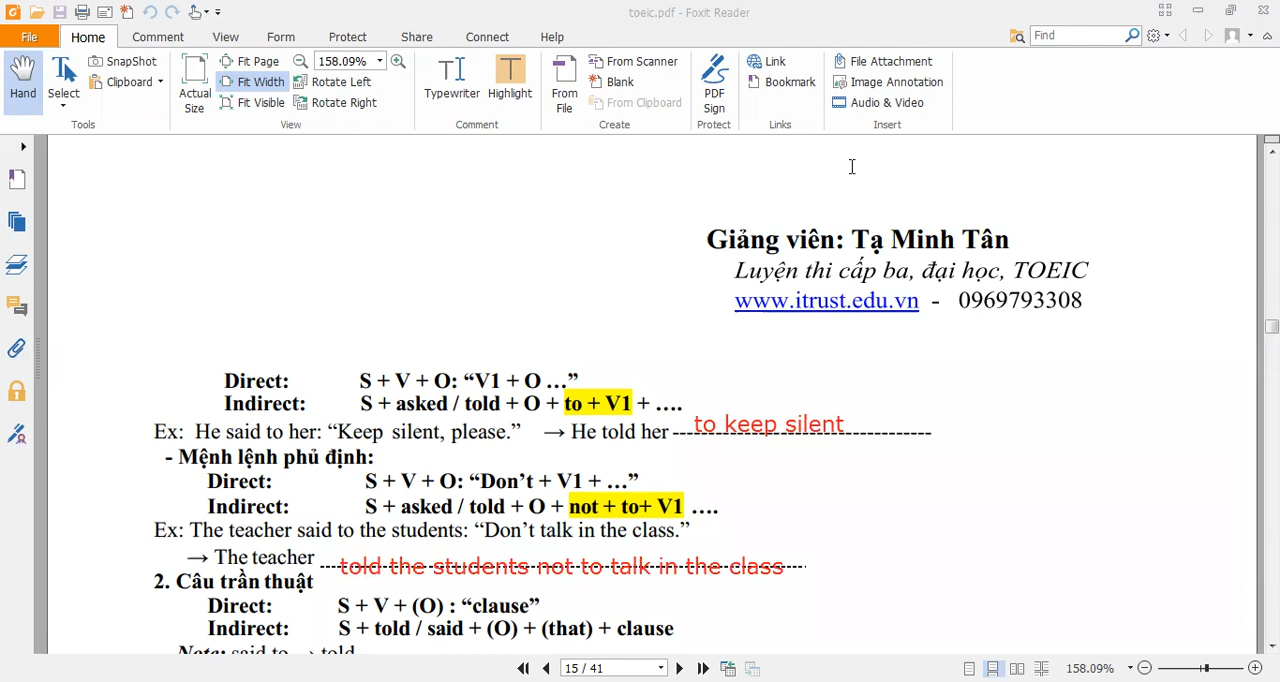 toeic.pdf - Foxit Reader
File Home Comment View Form Protect Share Connect Help Find
Hand
Select
SnapShot
Clipboard
Tools
Actual Size
Fit Page
Fit Width
Fit Visible
158.09%
Rotate Left
Rotate Right
View
Typewriter
Highlight
Comment
From File
From Scanner
Blank
From Clipboard
Create
PDF Sign
Protect
Link
Bookmark
Links
File Attachment
Image Annotation
Audio & Video
Insert
Giảng viên: Tạ Minh Tân
Luyện thi cấp ba, đại học, TOEIC
www.itrust.edu.vn - 0969793308
Direct: S + V + O: “V1 + O …”
Indirect: S + asked / told + O + to + V1 + ….
Ex: He said to her: “Keep silent, please.” → He told her to keep silent
- Mệnh lệnh phủ định:
Direct: S + V + O: “Don’t + V1 + …”
Indirect: S + asked / told + O + not + to+ V1 ….
Ex: The teacher said to the students: “Don’t talk in the class.”
→ The teacher told the students not to talk in the class
2. Câu trần thuật
Direct: S + V + (O) : “clause”
Indirect: S + told / said + (O) + (that) + clause
Note: said to → told
15 / 41
158.09%